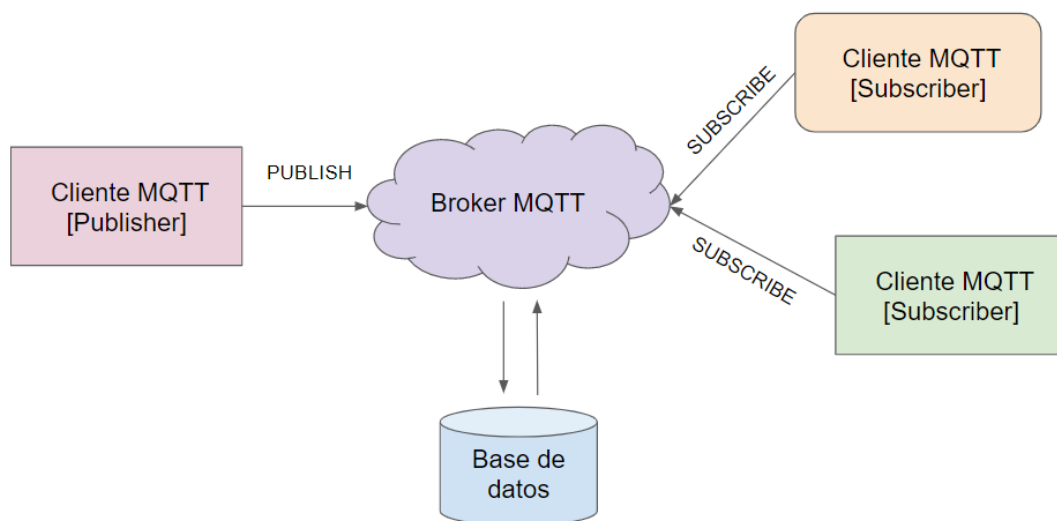 Cliente MQTT
[Publisher]
PUBLISH
Broker MQTT
SUBSCRIBE
Cliente MQTT
[Subscriber]
SUBSCRIBE
Cliente MQTT
[Subscriber]
Base de
datos